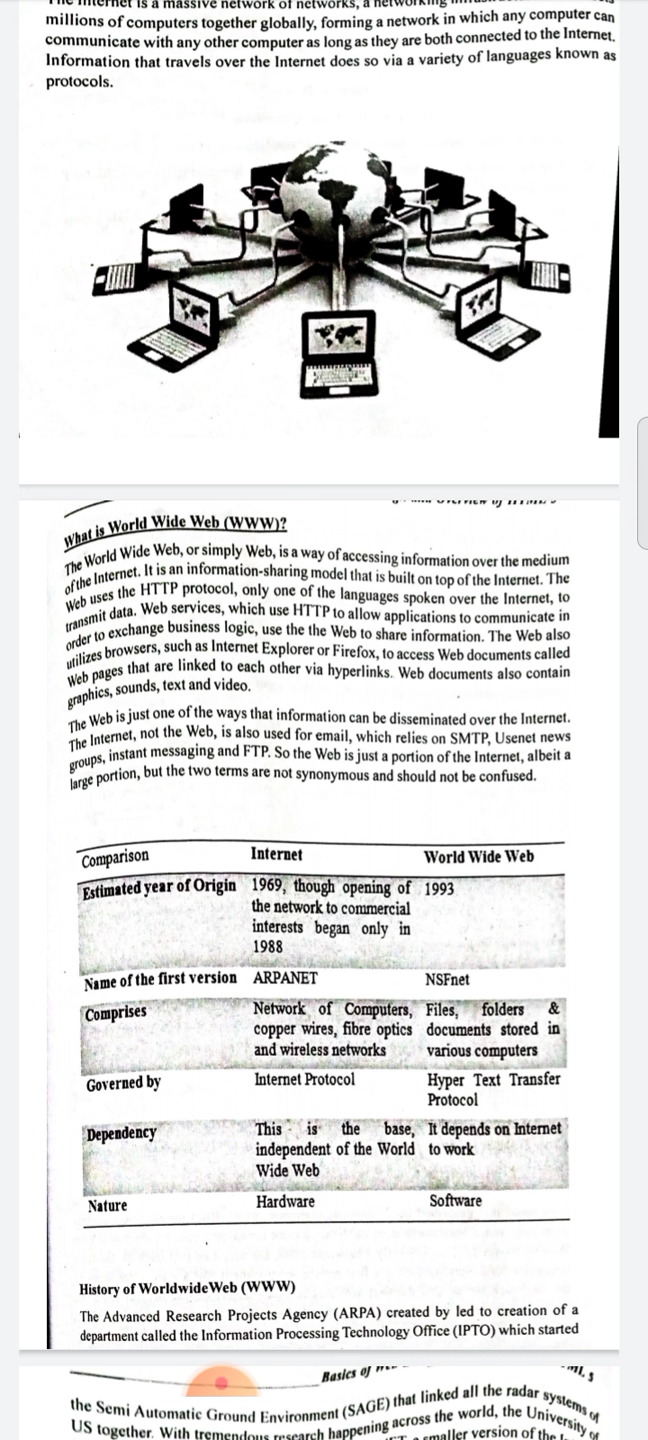 The Internet is a massive network of networks, a networking
millions of computers together globally, forming a network in which any computer can
communicate with any other computer as long as they are both connected to the Internet.
Information that travels over the Internet does so via a variety of languages known as
protocols.
What is World Wide Web (WWW)?
The World Wide Web, or simply Web, is a way of accessing information over the medium
of the Internet. It is an information-sharing model that is built on top of the Internet. The
Web uses the HTTP protocol, only one of the languages spoken over the Internet, to
transmit data. Web services, which use HTTP to allow applications to communicate in
order to exchange business logic, use the the Web to share information. The Web also
utilizes browsers, such as Internet Explorer or Firefox, to access Web documents called
Web pages that are linked to each other via hyperlinks. Web documents also contain
graphics, sounds, text and video.
The Web is just one of the ways that information can be disseminated over the Internet.
The Internet, not the Web, is also used for email, which relies on SMTP, Usenet news
groups, instant messaging and FTP. So the Web is just a portion of the Internet, albeit a
large portion, but the two terms are not synonymous and should not be confused.
Comparison Internet World Wide Web
Estimated year of Origin 1969, though opening of 1993
the network to commercial
interests began only in
1988
Name of the first version ARPANET NSFnet
Comprises Network of Computers, Files, folders &
copper wires, fibre optics documents stored in
and wireless networks various computers
Governed by Internet Protocol Hyper Text Transfer
Protocol
Dependency This is the base, It depends on Internet
independent of the World to work
Wide Web
Nature Hardware Software
History of WorldwideWeb (WWW)
The Advanced Research Projects Agency (ARPA) created by led to creation of a
department called the Information Processing Technology Office (IPTO) which started
Basics of
the Semi Automatic Ground Environment (SAGE) that linked all the radar systems of
US together. With tremendous research happening across the world, the University of
smaller version of the